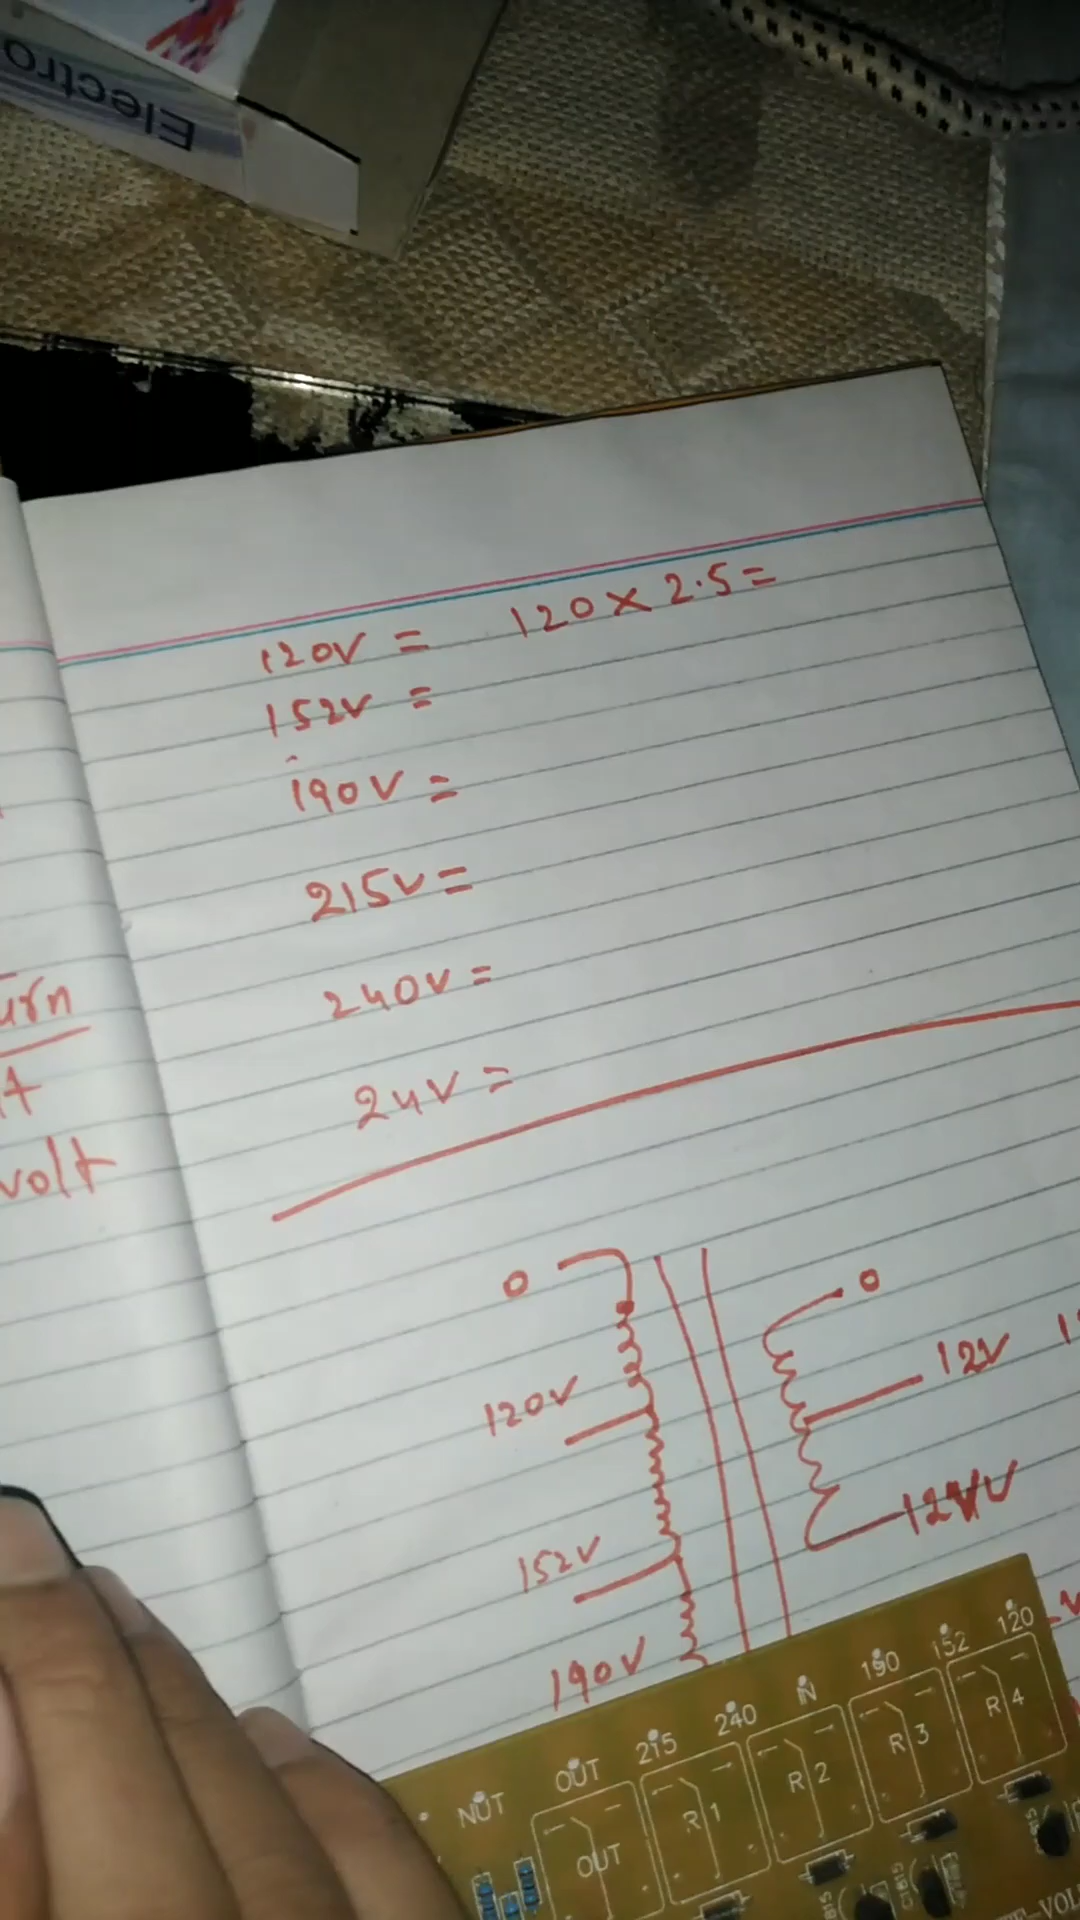 Electro
120V = 120 × 2.5 =
152V =
190V =
215V =
240V =
24V =
urn
volt
0
0
120V
12V
152V
190V
NUT OUT 215 240 IN 190 152 120
OUT R1 R2 R3 R4